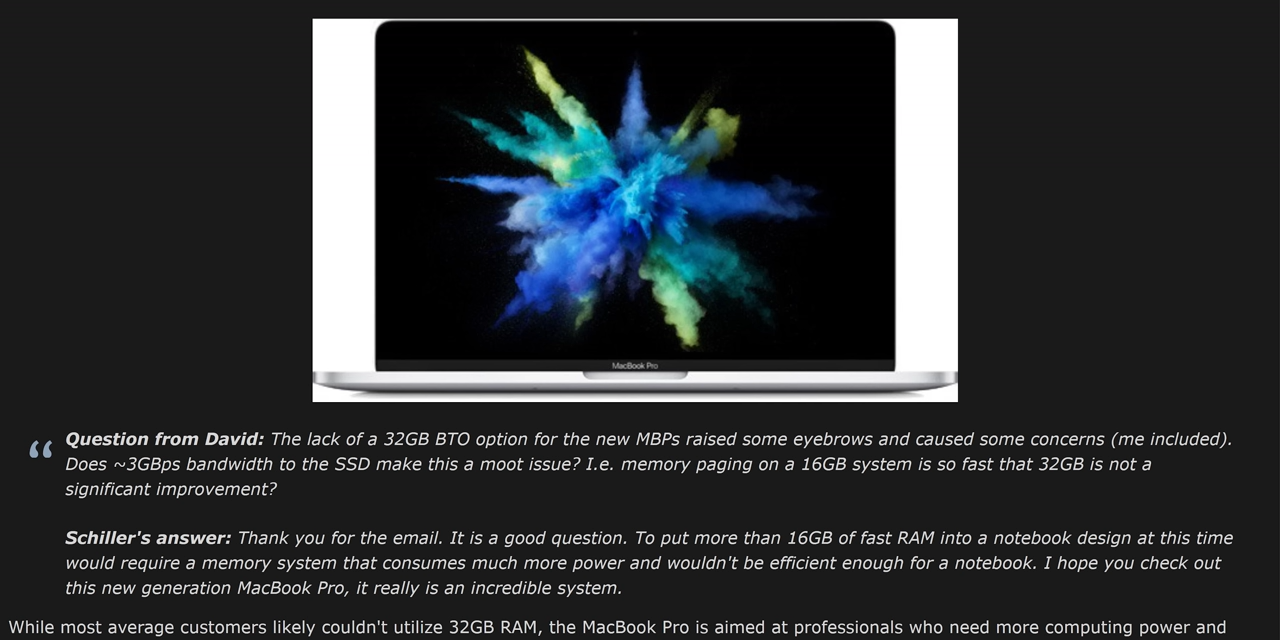 MacBook Pro
“ Question from David: The lack of a 32GB BTO option for the new MBPs raised some eyebrows and caused some concerns (me included).
Does ~3GBps bandwidth to the SSD make this a moot issue? I.e. memory paging on a 16GB system is so fast that 32GB is not a
significant improvement?
Schiller's answer: Thank you for the email. It is a good question. To put more than 16GB of fast RAM into a notebook design at this time
would require a memory system that consumes much more power and wouldn't be efficient enough for a notebook. I hope you check out
this new generation MacBook Pro, it really is an incredible system.
While most average customers likely couldn't utilize 32GB RAM, the MacBook Pro is aimed at professionals who need more computing power and